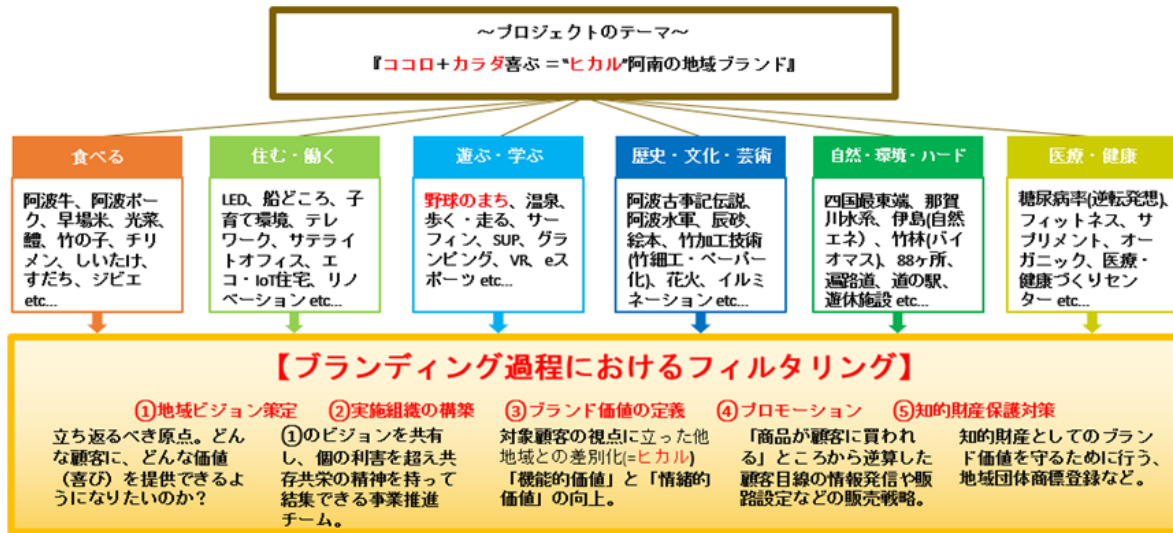 ～プロジェクトのテーマ～
『ココロ＋カラダ喜ぶ＝“ヒカル”阿南の地域ブランド』
食べる
阿波牛、阿波ポー
ク、早場米、光菜、
鱧、竹の子、チリ
メン、しいたけ、
すだち、ジビエ
etc…
住む・働く
LED、船どころ、子
育て環境、テレ
ワーク、サテライ
トオフィス、エ
コ・IoT住宅、リノ
ベーション etc…
遊ぶ・学ぶ
野球のまち、温泉、
歩く・走る、サー
フィン、SUP、グラ
ンピング、VR、eス
ポーツ etc…
歴史・文化・芸術
阿波古事記伝説、
阿波水軍、辰砂、
絵本、竹加工技術
(竹細工・ペーパー
化)、花火、イルミ
ネーション etc…
自然・環境・ハード
四国最東端、那賀
川水系、伊島(自然
エネ）、竹林(バイ
オマス)、88ヶ所、
遍路道、道の駅、
遊休施設 etc…
医療・健康
糖尿病率(逆転発想)、
フィットネス、サ
プリメント、オー
ガニック、医療・
健康づくりセン
ター etc…
【ブランディング過程におけるフィルタリング】
①地域ビジョン策定
立ち返るべき原点。どん
な顧客に、どんな価値
（喜び）を提供できるよ
うになりたいのか？
②実施組織の構築
①のビジョンを共有
し、個の利害を超え共
存共栄の精神を持って
結集できる事業推進
チーム。
③ブランド価値の定義
対象顧客の視点に立った他
地域との差別化(=ヒカル)
「機能的価値」と「情緒的
価値」の向上。
④プロモーション
「商品が顧客に買われ
る」ところから逆算した
顧客目線の情報発信や販
路設定などの販売戦略。
⑤知的財産保護対策
知的財産としてのブラン
ド価値を守るために行う、
地域団体商標登録など。